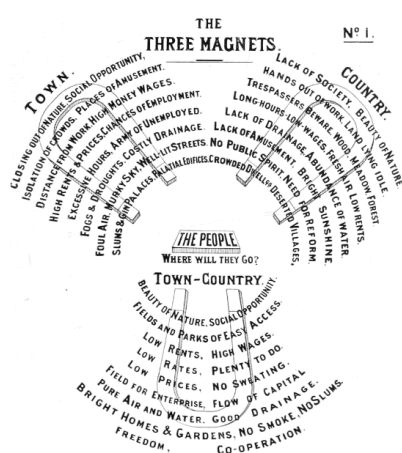 THE
THREE MAGNETS.
Nº 1.
TOWN.
CLOSING OUT OF NATURE. SOCIAL OPPORTUNITY.
ISOLATION OF CROWDS. PLACES OF AMUSEMENT.
DISTANCE FROM WORK. HIGH MONEY WAGES.
HIGH RENTS & PRICES. CHANCES OF EMPLOYMENT.
EXCESSIVE HOURS. ARMY OF UNEMPLOYED.
FOGS & DROUGHTS. COSTLY DRAINAGE.
FOUL AIR. MURKY SKY. WELL-LIT STREETS.
SLUMS & GIN PALACES. PALATIAL EDIFICES.
COUNTRY.
LACK OF SOCIETY. BEAUTY OF NATURE.
HANDS OUT OF WORK. LAND LYING IDLE.
TRESPASSERS BEWARE. WOOD, MEADOW, FOREST.
LONG HOURS-LOW WAGES. FRESH AIR. LOW RENTS.
LACK OF DRAINAGE. ABUNDANCE OF WATER.
LACK OF AMUSEMENT. BRIGHT SUNSHINE.
NO PUBLIC SPIRIT. NEED FOR REFORM.
CROWDED DWELLINGS. DESERTED VILLAGES.
THE PEOPLE
WHERE WILL THEY GO?
TOWN-COUNTRY.
BEAUTY OF NATURE. SOCIAL OPPORTUNITY.
FIELDS AND PARKS OF EASY ACCESS.
LOW RENTS, HIGH WAGES.
LOW RATES, PLENTY TO DO.
LOW PRICES, NO SWEATING.
FIELD FOR ENTERPRISE, FLOW OF CAPITAL
PURE AIR AND WATER, GOOD DRAINAGE.
BRIGHT HOMES & GARDENS, NO SMOKE, NO SLUMS.
FREEDOM, CO-OPERATION.